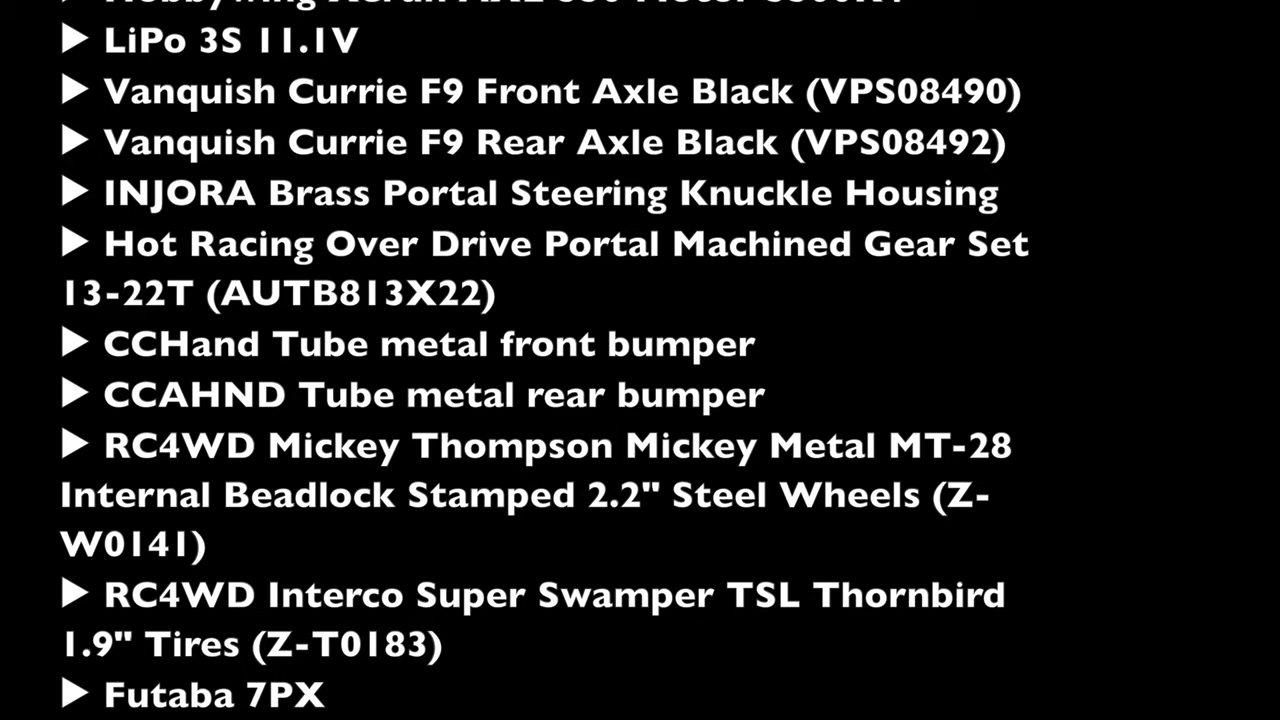 ▶ LiPo 3S 11.1V
▶ Vanquish Currie F9 Front Axle Black (VPS08490)
▶ Vanquish Currie F9 Rear Axle Black (VPS08492)
▶ INJORA Brass Portal Steering Knuckle Housing
▶ Hot Racing Over Drive Portal Machined Gear Set
13-22T (AUTB813X22)
▶ CCHand Tube metal front bumper
▶ CCAHND Tube metal rear bumper
▶ RC4WD Mickey Thompson Mickey Metal MT-28
Internal Beadlock Stamped 2.2" Steel Wheels (Z-
W0141)
▶ RC4WD Interco Super Swamper TSL Thornbird
1.9" Tires (Z-T0183)
▶ Futaba 7PX